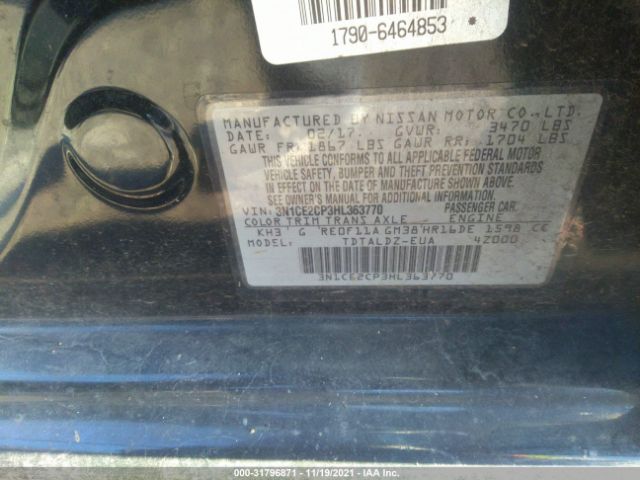 1790-6464853 *
MANUFACTURED BY NISSAN MOTOR CO., LTD.
DATE: 02/17 GVWR: 3470 LBS
GAWR FR: 1867 LBS GAWR RR: 1704 LBS
THIS VEHICLE CONFORMS TO ALL APPLICABLE FEDERAL MOTOR
VEHICLE SAFETY, BUMPER AND THEFT PREVENTION STANDARDS
IN EFFECT ON THE DATE OF MANUFACTURE SHOWN ABOVE.
SEE OWNER'S MANUAL FOR ADDITIONAL INFORMATION.
VIN: 3N1CE2CP3HL363770 PASSENGER CAR
COLOR TRIM TRANS AXLE ENGINE
KH3 G RE0F11A GM38 HR16DE 1598 CC
MODEL: TDTALDZ-EUA 4Z000
3N1CE2CP3HL363770
000-31796871 | 11/19/2021 | IAA Inc.